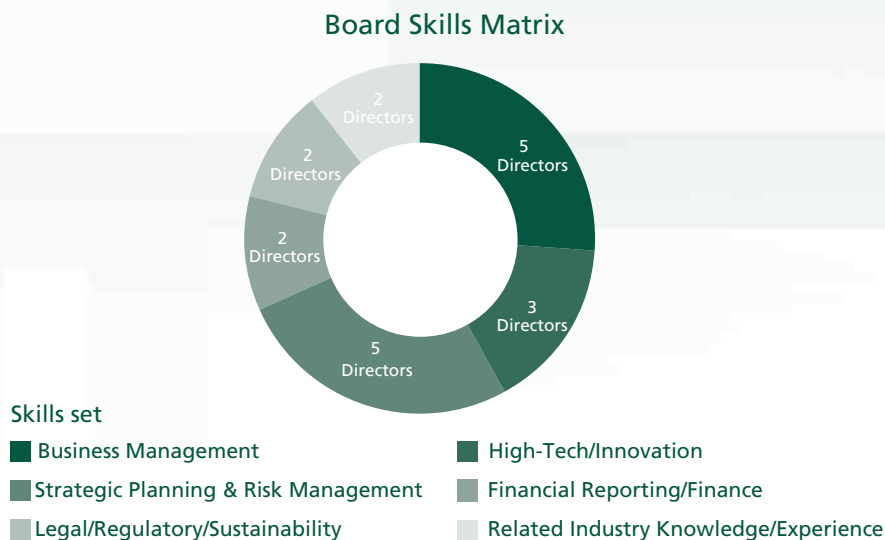 Board Skills Matrix
2
Directors
5
Directors
2
Directors
2
Directors
3
Directors
5
Directors
Skills set
Business Management
High-Tech/Innovation
Strategic Planning & Risk Management
Financial Reporting/Finance
Legal/Regulatory/Sustainability
Related Industry Knowledge/Experience